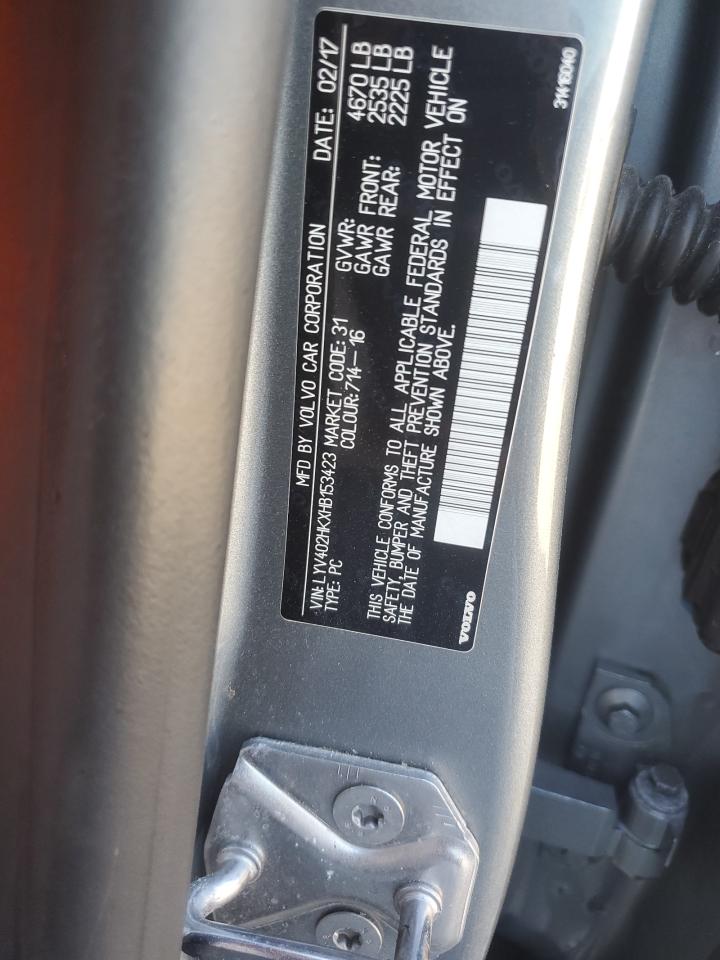 MFD BY VOLVO CAR CORPORATION DATE: 02/17
VIN: LYV402HKXHB153423 MARKET CODE: 31 GVWR: 4670 LB
TYPE: PC COLOUR: 714-16 GAWR FRONT: 2535 LB
GAWR REAR: 2225 LB
THIS VEHICLE CONFORMS TO ALL APPLICABLE FEDERAL MOTOR VEHICLE
SAFETY, BUMPER AND THEFT PREVENTION STANDARDS IN EFFECT ON
THE DATE OF MANUFACTURE SHOWN ABOVE.
VOLVO 31416040